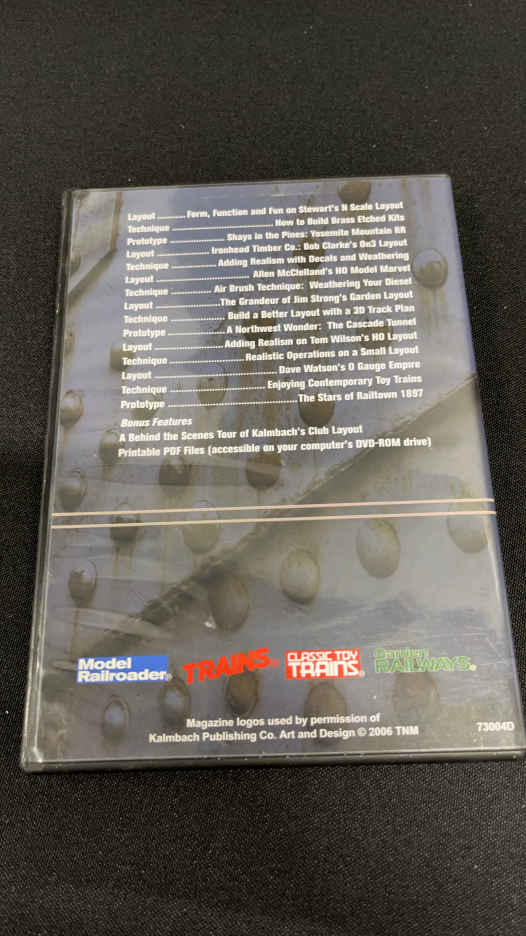 Layout ............ Form, Function and Fun on Stewart's N Scale Layout
Technique ............................................ How to Build Brass Etched Kits
Prototype ........................ Shays in the Pines: Yosemite Mountain RR
Layout ........................ Ironhead Timber Co.: Bob Clarke's On3 Layout
Technique ..................... Adding Realism with Decals and Weathering
Layout ........................................ Allen McClelland's HO Model Marvel
Technique ..................... Air Brush Technique: Weathering Your Diesel
Layout ............................The Grandeur of Jim Strong's Garden Layout
Technique ........................ Build a Better Layout with a 3D Track Plan
Prototype ......................... A Northwest Wonder: The Cascade Tunnel
Layout .............................. Adding Realism on Tom Wilson's HO Layout
Technique ................................ Realistic Operations on a Small Layout
Layout .................................................... Dave Watson's O Gauge Empire
Technique ........................................ Enjoying Contemporary Toy Trains
Prototype .....................................................The Stars of Railtown 1897
Bonus Features
A Behind the Scenes Tour of Kalmbach's Club Layout
Printable PDF Files (accessible on your computer's DVD-ROM drive)
Model Railroader® TRAINS® CLASSIC TOY TRAINS® Garden RAILWAYS®
Magazine logos used by permission of
Kalmbach Publishing Co. Art and Design © 2006 TNM
73004D